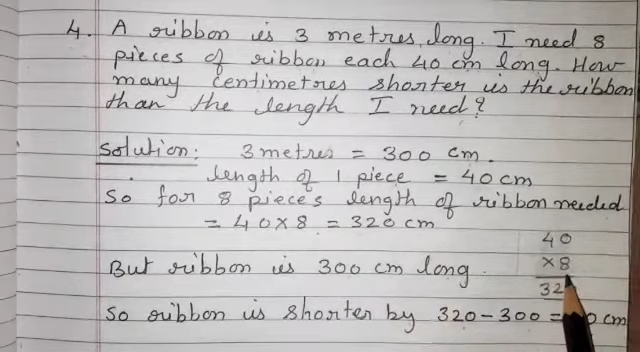 4. A ribbon is 3 metres long. I need 8
pieces of ribbon each 40 cm long. How
many centimetres shorter is the ribbon
than the length I need?
Solution: 3 metres = 300 cm.
length of 1 piece = 40 cm
So for 8 pieces length of ribbon needed
= 40×8 = 320 cm
40
×8
32
But ribbon is 300 cm long.
So ribbon is shorter by 320-300 = 0 cm